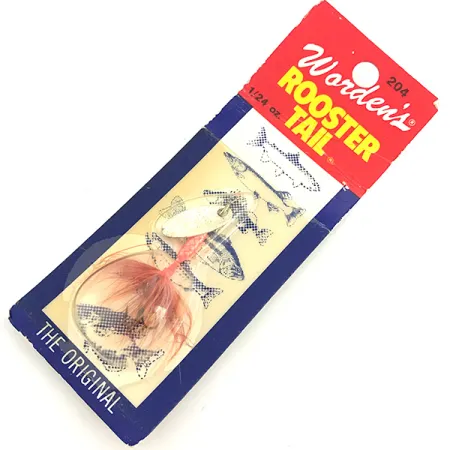 204
Worden's®
ROOSTER
TAIL®
1/24 oz.
THE ORIGINAL